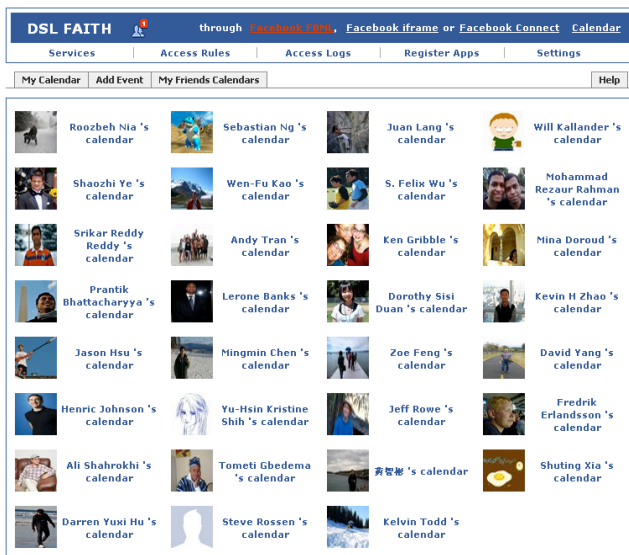 DSL FAITH 1 through Facebook FBML, Facebook iframe or Facebook Connect Calendar
Services Access Rules Access Logs Register Apps Settings
My Calendar Add Event My Friends Calendars Help
Roozbeh Nia 's
calendar
Sebastian Ng 's
calendar
Juan Lang 's
calendar
Will Kallander 's
calendar
Shaozhi Ye 's
calendar
Wen-Fu Kao 's
calendar
S. Felix Wu 's
calendar
Mohammad
Rezaur Rahman
's calendar
Srikar Reddy
Reddy 's
calendar
Andy Tran 's
calendar
Ken Gribble 's
calendar
Mina Doroud 's
calendar
Prantik
Bhattacharyya 's
calendar
Lerone Banks 's
calendar
Dorothy Sisi
Duan 's calendar
Kevin H Zhao 's
calendar
Jason Hsu 's
calendar
Mingmin Chen 's
calendar
Zoe Feng 's
calendar
David Yang 's
calendar
Henric Johnson 's
calendar
Yu-Hsin Kristine
Shih 's calendar
Jeff Rowe 's
calendar
Fredrik
Erlandsson 's
calendar
Ali Shahrokhi 's
calendar
Tometi Gbedema
's calendar
's calendar
Shuting Xia 's
calendar
Darren Yuxi Hu 's
calendar
Steve Rossen 's
calendar
Kelvin Todd 's
calendar